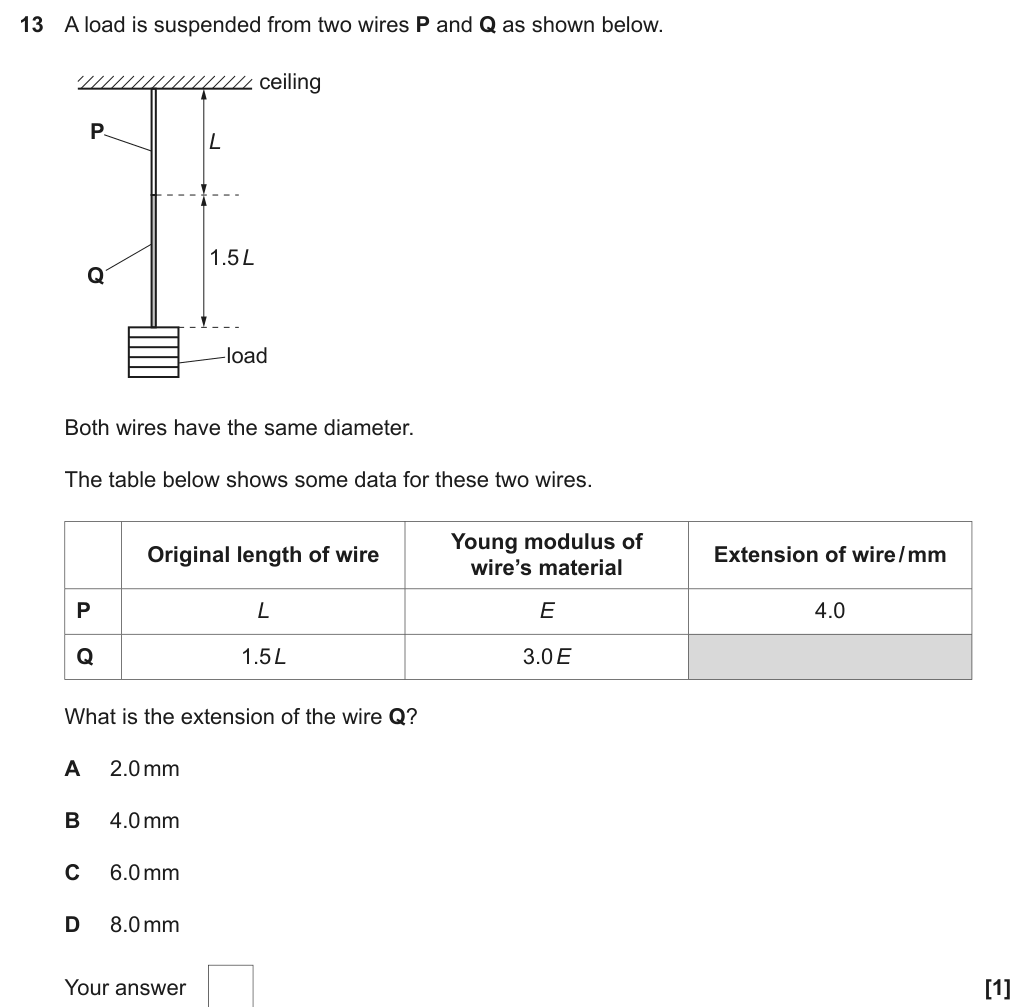 13 A load is suspended from two wires P and Q as shown below.
ceiling
P
L
1.5 L
Q
load
Both wires have the same diameter.
The table below shows some data for these two wires.
Original length of wire
Young modulus of
wire’s material
Extension of wire / mm
P L E 4.0
Q 1.5 L 3.0 E
What is the extension of the wire Q?
A 2.0 mm
B 4.0 mm
C 6.0 mm
D 8.0 mm
Your answer [1]